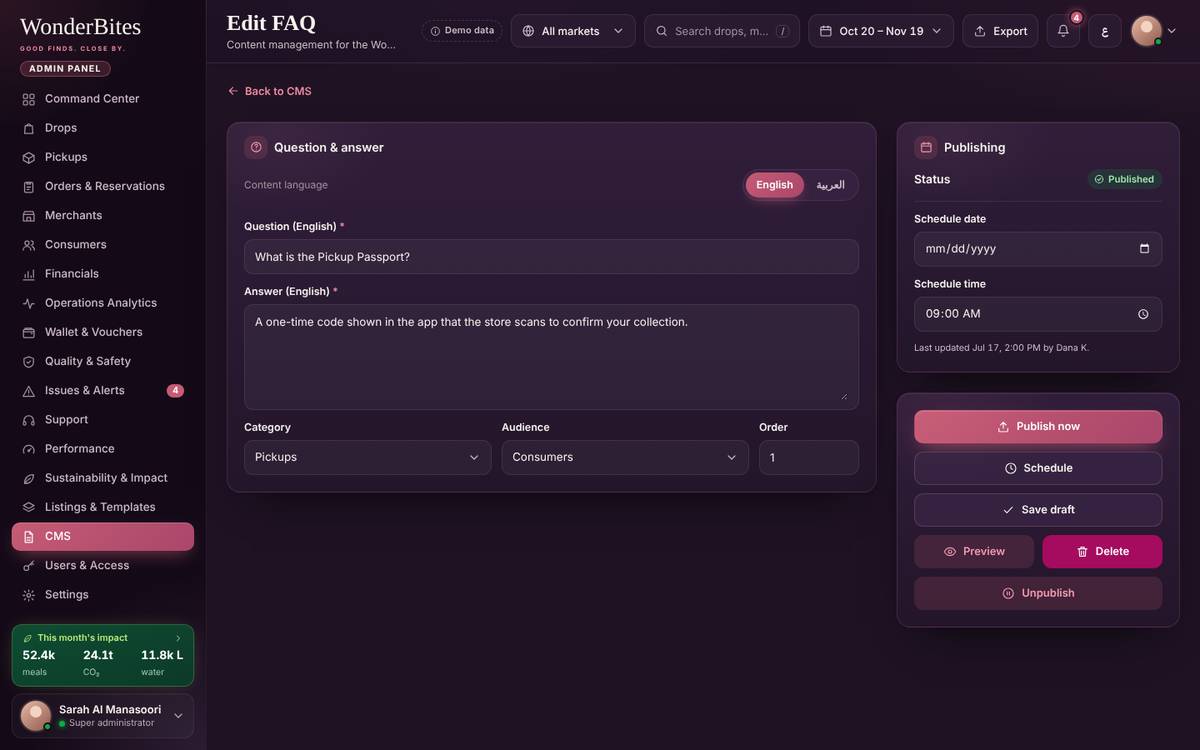 WonderBites
GOOD FINDS. CLOSE BY.
ADMIN PANEL
Command Center
Drops
Pickups
Orders & Reservations
Merchants
Consumers
Financials
Operations Analytics
Wallet & Vouchers
Quality & Safety
Issues & Alerts 4
Support
Performance
Sustainability & Impact
Listings & Templates
CMS
Users & Access
Settings
This month's impact
52.4k 24.1t 11.8k L
meals CO₂ water
Sarah Al Manasoori
Super administrator
Edit FAQ
Content management for the Wo...
Demo data
All markets
Search drops, m... /
Oct 20 – Nov 19
Export
4
ع
Back to CMS
Question & answer
Content language
English العربية
Question (English) *
What is the Pickup Passport?
Answer (English) *
A one-time code shown in the app that the store scans to confirm your collection.
Category Audience Order
Pickups Consumers 1
Publishing
Status Published
Schedule date
mm/dd/yyyy
Schedule time
09:00 AM
Last updated Jul 17, 2:00 PM by Dana K.
Publish now
Schedule
Save draft
Preview Delete
Unpublish